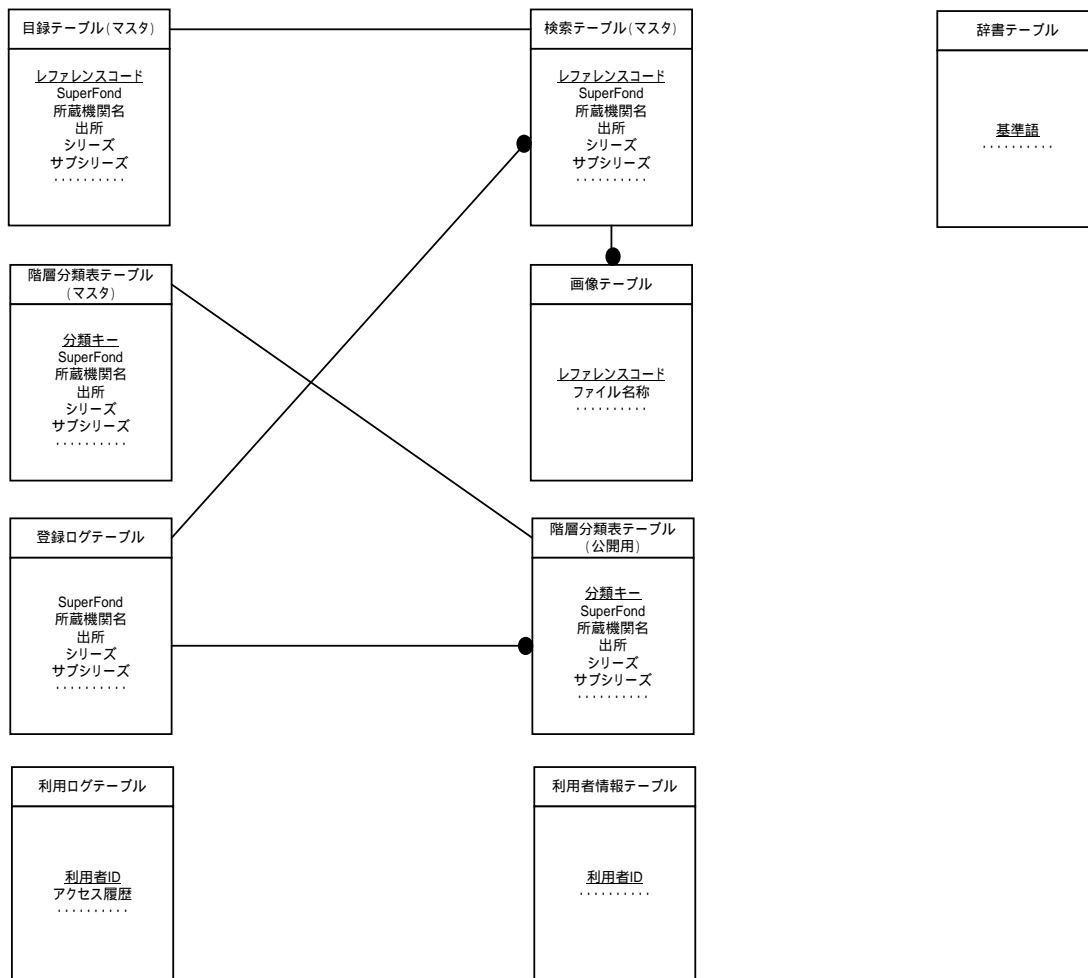 目録テーブル(マスタ)
レファレンスコード
SuperFond
所蔵機関名
出所
シリーズ
サブシリーズ
..........
検索テーブル(マスタ)
レファレンスコード
SuperFond
所蔵機関名
出所
シリーズ
サブシリーズ
..........
辞書テーブル
基準語
..........
階層分類表テーブル
(マスタ)
分類キー
SuperFond
所蔵機関名
出所
シリーズ
サブシリーズ
..........
画像テーブル
レファレンスコード
ファイル名称
..........
登録ログテーブル
SuperFond
所蔵機関名
出所
シリーズ
サブシリーズ
..........
階層分類表テーブル
(公開用)
分類キー
SuperFond
所蔵機関名
出所
シリーズ
サブシリーズ
..........
利用ログテーブル
利用者ID
アクセス履歴
..........
利用者情報テーブル
利用者ID
..........